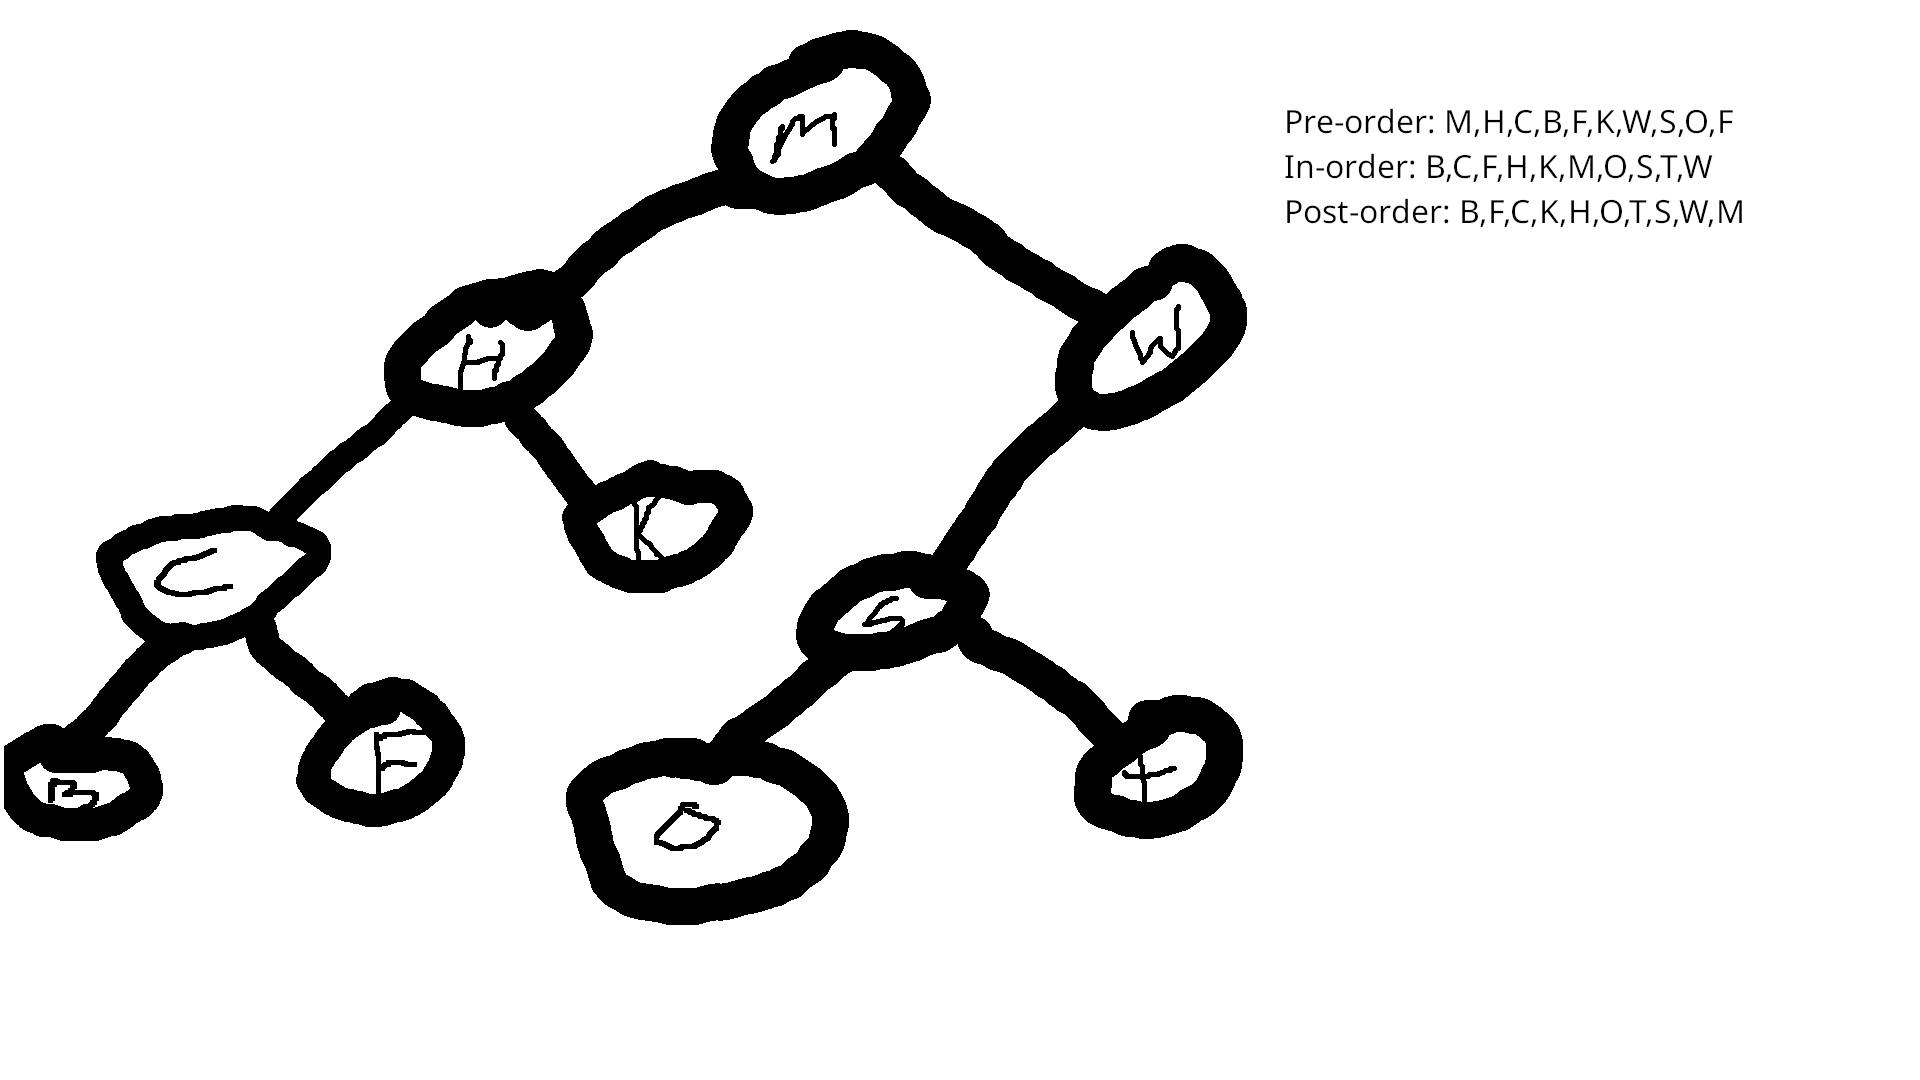 M
H
W
K
C
S
B
F
O
t
Pre-order: M,H,C,B,F,K,W,S,O,F
In-order: B,C,F,H,K,M,O,S,T,W
Post-order: B,F,C,K,H,O,T,S,W,M